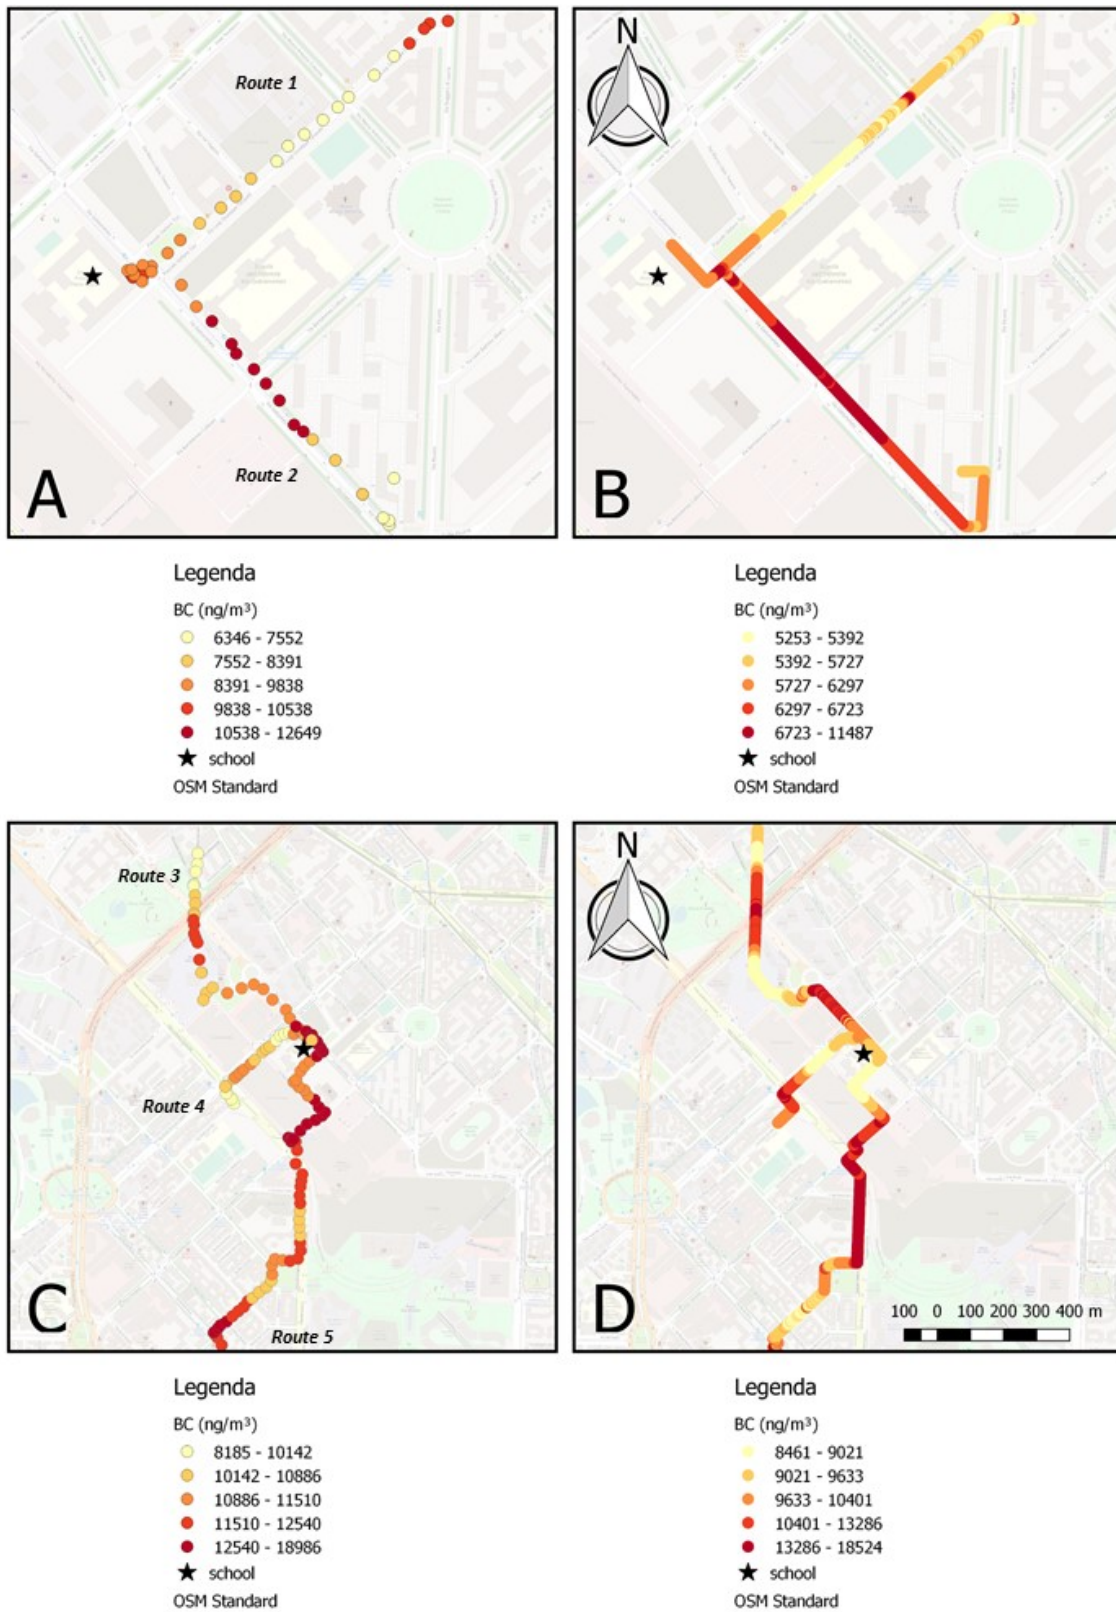 N
Route 1
Route 2
A
B
Legenda
BC (ng/m³)
6346 - 7552
7552 - 8391
8391 - 9838
9838 - 10538
10538 - 12649
school
OSM Standard
Legenda
BC (ng/m³)
5253 - 5392
5392 - 5727
5727 - 6297
6297 - 6723
6723 - 11487
school
OSM Standard
N
Route 3
Route 4
Route 5
C
D
100 0 100 200 300 400 m
Legenda
BC (ng/m³)
8185 - 10142
10142 - 10886
10886 - 11510
11510 - 12540
12540 - 18986
school
OSM Standard
Legenda
BC (ng/m³)
8461 - 9021
9021 - 9633
9633 - 10401
10401 - 13286
13286 - 18524
school
OSM Standard